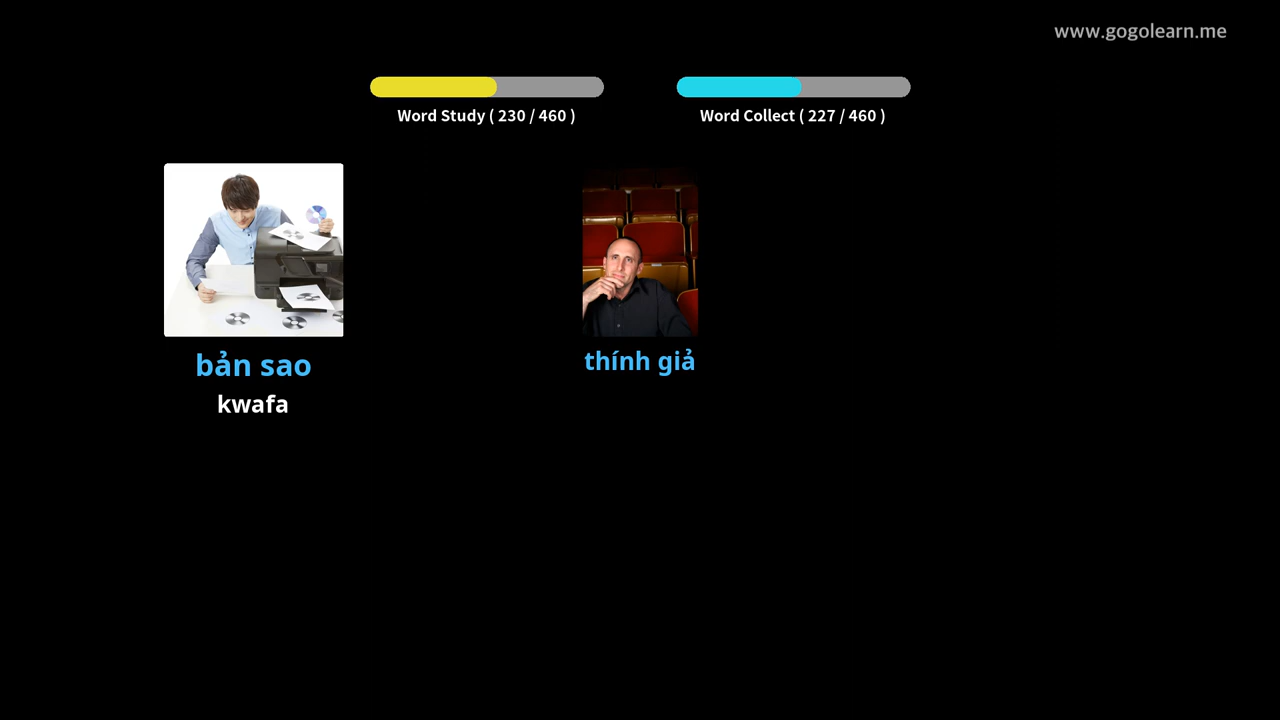 www.gogolearn.me
Word Study ( 230 / 460 )
Word Collect ( 227 / 460 )
bản sao
kwafa
thính giả